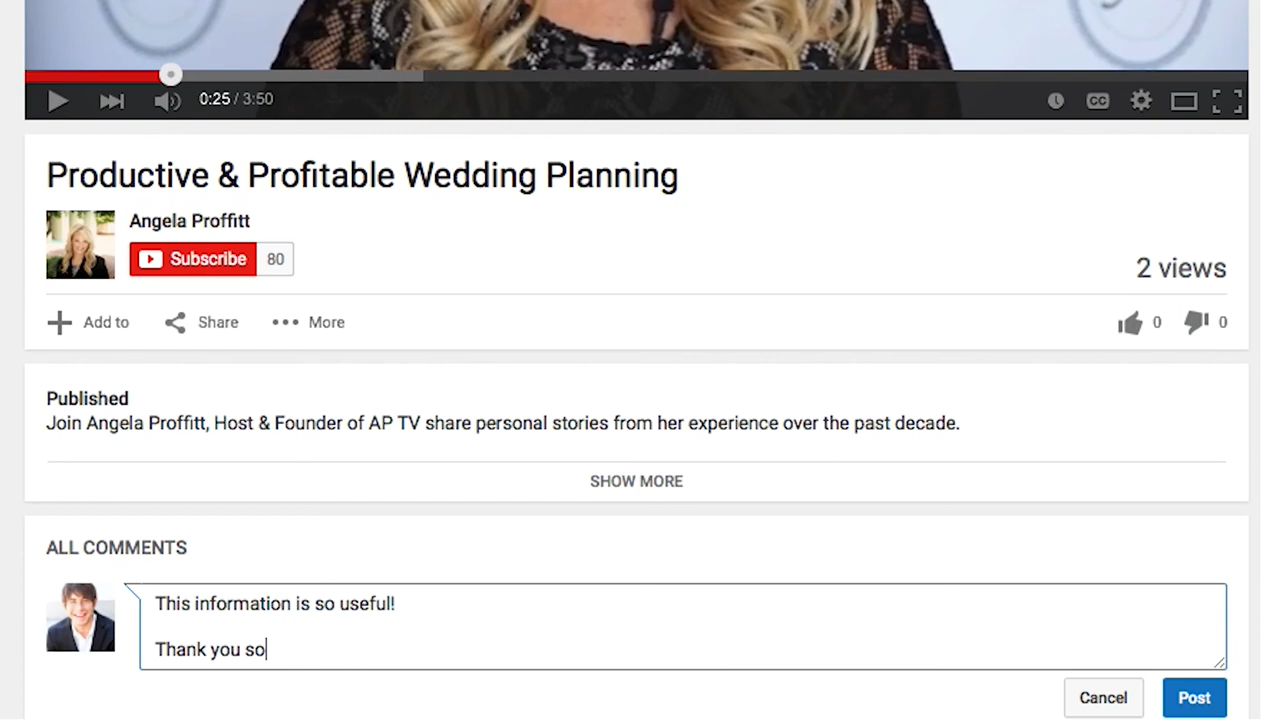 0:25 / 3:50
CC
Productive & Profitable Wedding Planning
Angela Proffitt
Subscribe 80
2 views
Add to Share More 0 0
Published
Join Angela Proffitt, Host & Founder of AP TV share personal stories from her experience over the past decade.
SHOW MORE
ALL COMMENTS
This information is so useful!
Thank you so
Cancel Post